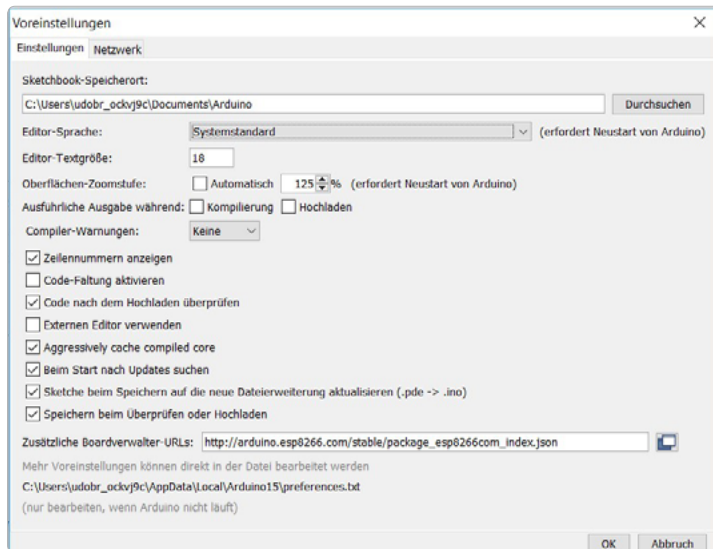 Voreinstellungen
Einstellungen Netzwerk
Sketchbook-Speicherort:
C:\Users\udobr_ockvj9c\Documents\Arduino Durchsuchen
Editor-Sprache: Systemstandard (erfordert Neustart von Arduino)
Editor-Textgröße: 18
Oberflächen-Zoomstufe: Automatisch 125 % (erfordert Neustart von Arduino)
Ausführliche Ausgabe während: Kompilierung Hochladen
Compiler-Warnungen: Keine
Zeilennummern anzeigen
Code-Faltung aktivieren
Code nach dem Hochladen überprüfen
Externen Editor verwenden
Aggressively cache compiled core
Beim Start nach Updates suchen
Sketche beim Speichern auf die neue Dateierweiterung aktualisieren (.pde -> .ino)
Speichern beim Überprüfen oder Hochladen
Zusätzliche Boardverwalter-URLs: http://arduino.esp8266.com/stable/package_esp8266com_index.json
Mehr Voreinstellungen können direkt in der Datei bearbeitet werden
C:\Users\udobr_ockvj9c\AppData\Local\Arduino15\preferences.txt
(nur bearbeiten, wenn Arduino nicht läuft)
OK Abbruch